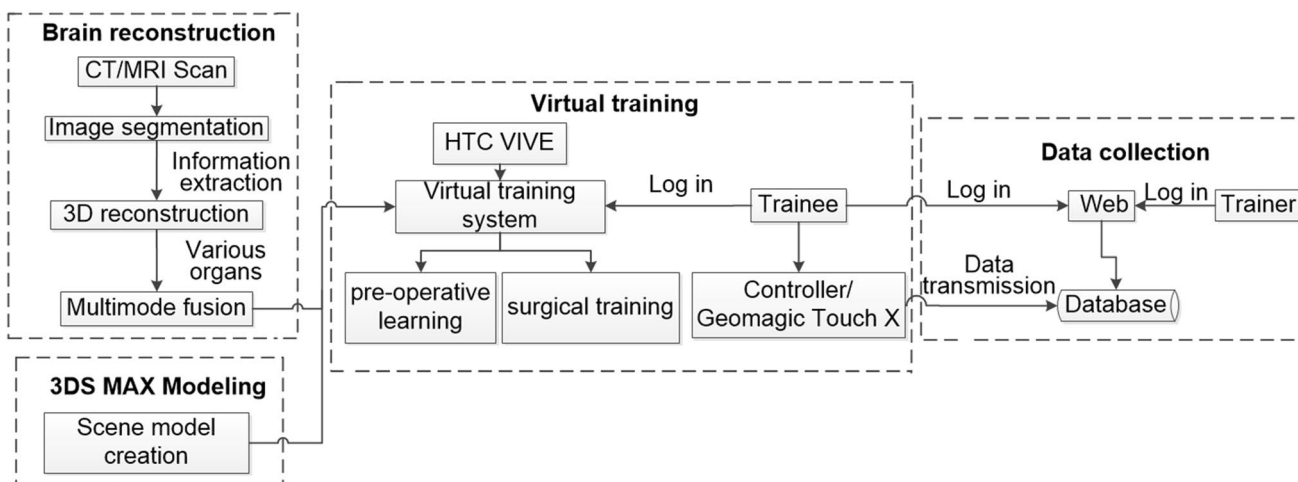 Brain reconstruction
CT/MRI Scan
Image segmentation
Information
extraction
3D reconstruction
Various
organs
Multimode fusion
3DS MAX Modeling
Scene model
creation
Virtual training
HTC VIVE
Virtual training
system
Log in
Trainee
pre-operative
learning
surgical training
Controller/
Geomagic Touch X
Data collection
Log in
Web
Log in
Trainer
Data
transmission
Database